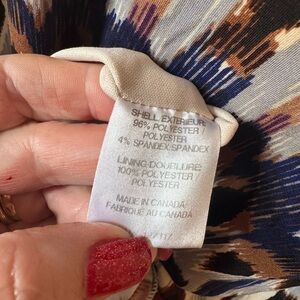 SHELL EXTERIEUR:
96% POLYESTER
POLYESTER
4% SPANDEX/SPANDEX
LINING-DOUBLURE:
100% POLYESTER
POLYESTER
MADE IN CANADA
FABRIQUE AU CANADA